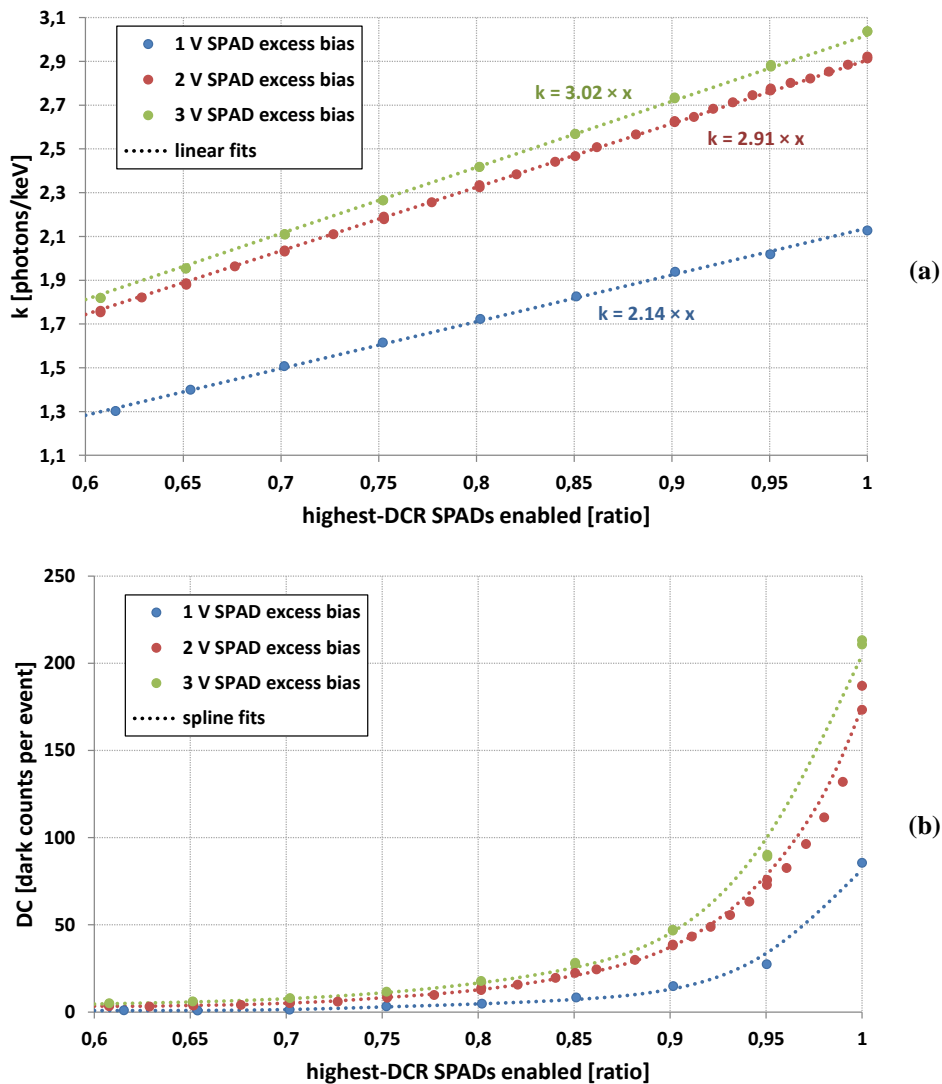 3,1
2,9
2,7
2,5
2,3
2,1
1,9
1,7
1,5
1,3
1,1
k [photons/keV]
1 V SPAD excess bias
2 V SPAD excess bias
3 V SPAD excess bias
linear fits
k = 3.02 × x
k = 2.91 × x
k = 2.14 × x
(a)
0,6 0,65 0,7 0,75 0,8 0,85 0,9 0,95 1
highest-DCR SPADs enabled [ratio]
250
200
150
100
50
0
DC [dark counts per event]
1 V SPAD excess bias
2 V SPAD excess bias
3 V SPAD excess bias
spline fits
(b)
0,6 0,65 0,7 0,75 0,8 0,85 0,9 0,95 1
highest-DCR SPADs enabled [ratio]